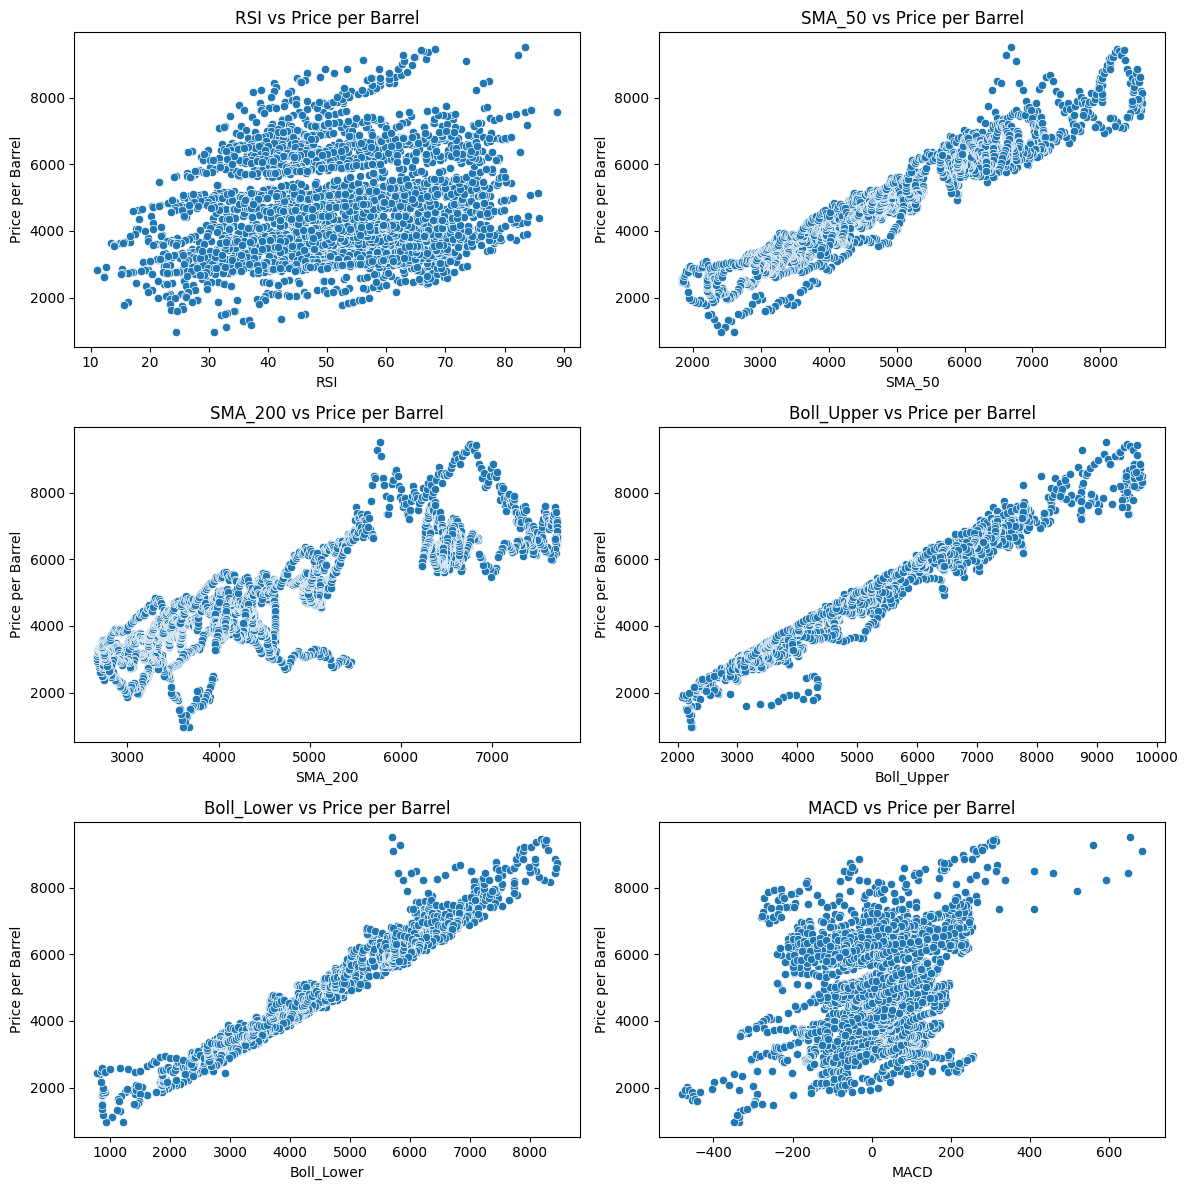 RSI vs Price per Barrel
Price per Barrel
8000
6000
4000
2000
10 20 30 40 50 60 70 80 90
RSI
SMA_50 vs Price per Barrel
Price per Barrel
8000
6000
4000
2000
2000 3000 4000 5000 6000 7000 8000
SMA_50
SMA_200 vs Price per Barrel
Price per Barrel
8000
6000
4000
2000
3000 4000 5000 6000 7000
SMA_200
Boll_Upper vs Price per Barrel
Price per Barrel
8000
6000
4000
2000
2000 3000 4000 5000 6000 7000 8000 9000 10000
Boll_Upper
Boll_Lower vs Price per Barrel
Price per Barrel
8000
6000
4000
2000
1000 2000 3000 4000 5000 6000 7000 8000
Boll_Lower
MACD vs Price per Barrel
Price per Barrel
8000
6000
4000
2000
−400 −200 0 200 400 600
MACD